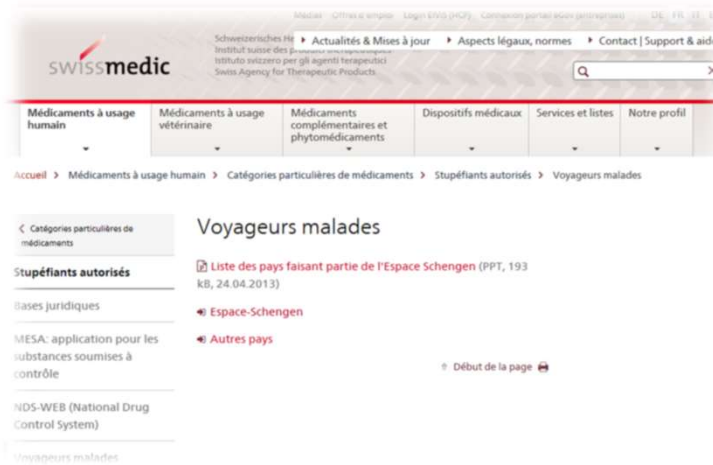 Médias Offres d'emploi Login ENIS (HCP) Connexion portail eGov (entreprises) DE FR IT
Schweizerisches He
Institut suisse des produits thérapeutiques
Istituto svizzero per gli agenti terapeutici
Swiss Agency for Therapeutic Products
Actualités & Mises à jour Aspects légaux, normes Contact | Support & aide
swissmedic
Médicaments à usage humain
Médicaments à usage vétérinaire
Médicaments complémentaires et phytomédicaments
Dispositifs médicaux
Services et listes
Notre profil
Accueil > Médicaments à usage humain > Catégories particulières de médicaments > Stupéfiants autorisés > Voyageurs malades
Catégories particulières de
médicaments
Stupéfiants autorisés
Bases juridiques
MESA: application pour les
substances soumises à
contrôle
NDS-WEB (National Drug
Control System)
Voyageurs malades
Voyageurs malades
Liste des pays faisant partie de l'Espace Schengen (PPT, 193
kB, 24.04.2013)
Espace-Schengen
Autres pays
Début de la page